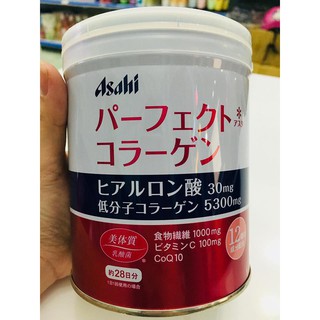 Asahi
パーフェクト
アスタ
コラーゲン
ヒアルロン酸 30mg
低分子コラーゲン 5300mg
美体質
乳酸菌
食物繊維 1000mg
ビタミンC 100mg
CoQ10
約28日分